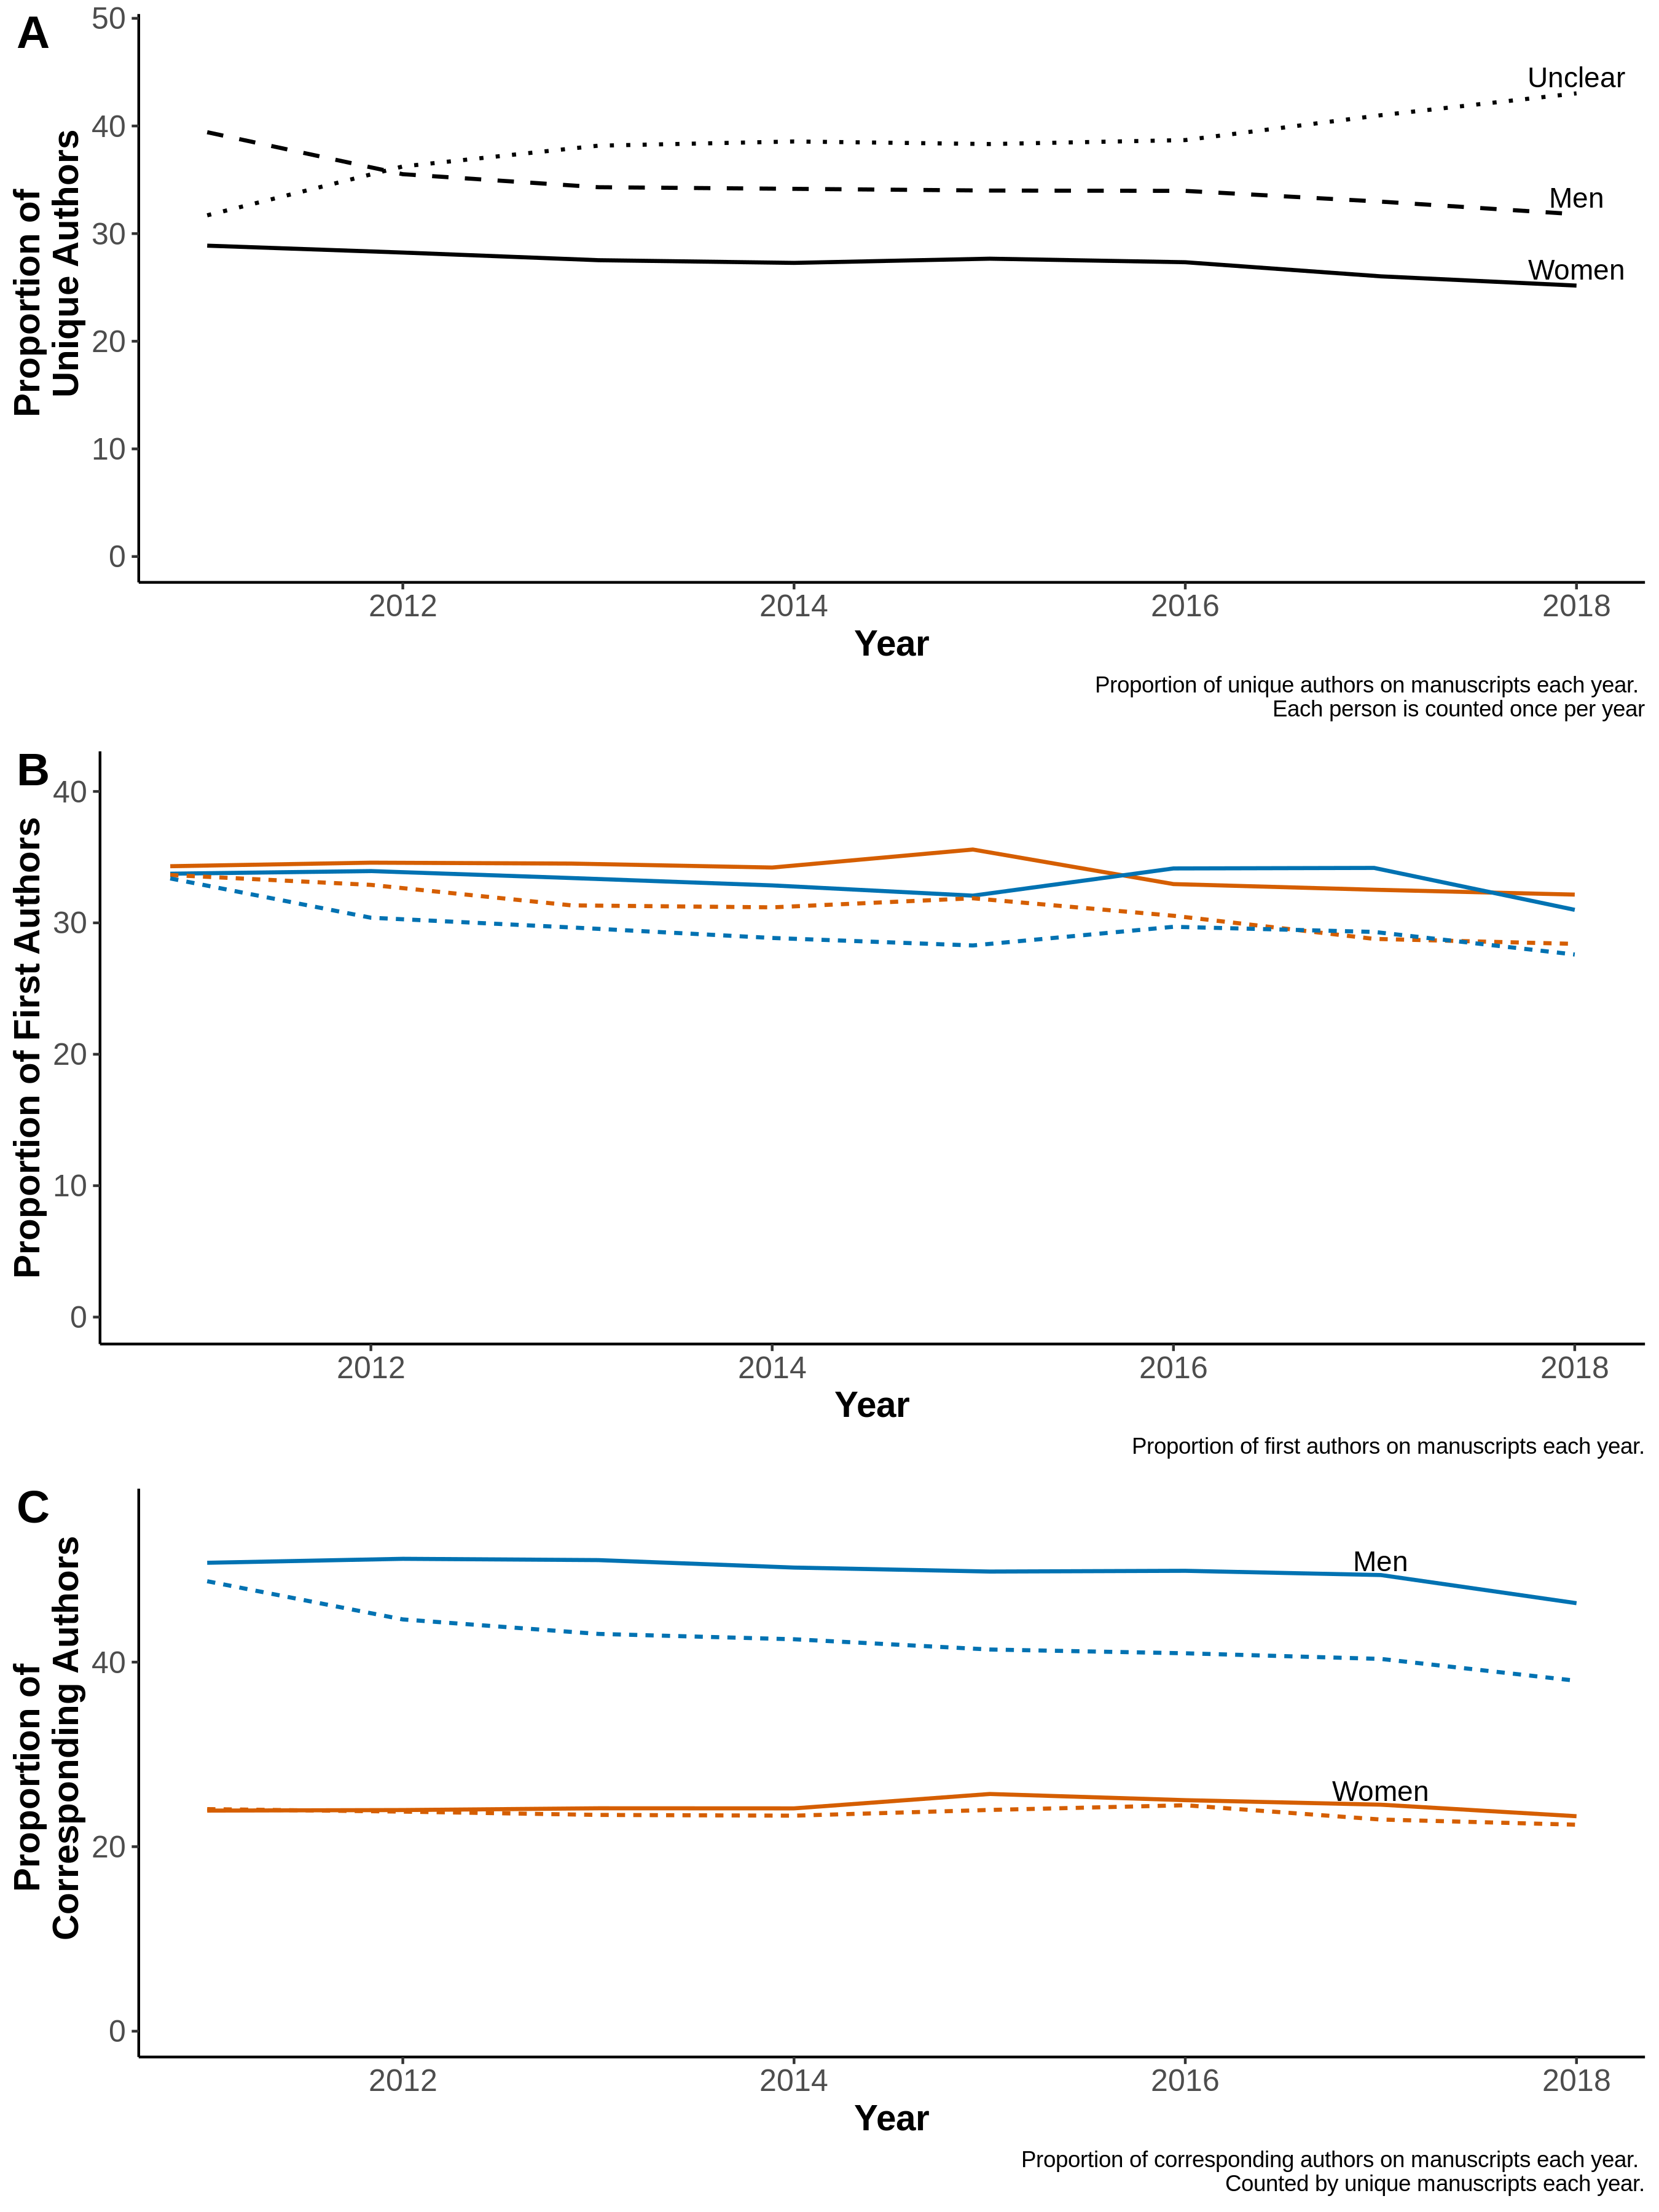 A
50
40
30
20
10
0
Proportion of
Unique Authors
Unclear
Men
Women
2012 2014 2016 2018
Year
Proportion of unique authors on manuscripts each year.
Each person is counted once per year
B
40
30
20
10
0
Proportion of First Authors
2012 2014 2016 2018
Year
Proportion of first authors on manuscripts each year.
C
40
20
0
Proportion of
Corresponding Authors
Men
Women
2012 2014 2016 2018
Year
Proportion of corresponding authors on manuscripts each year.
Counted by unique manuscripts each year.